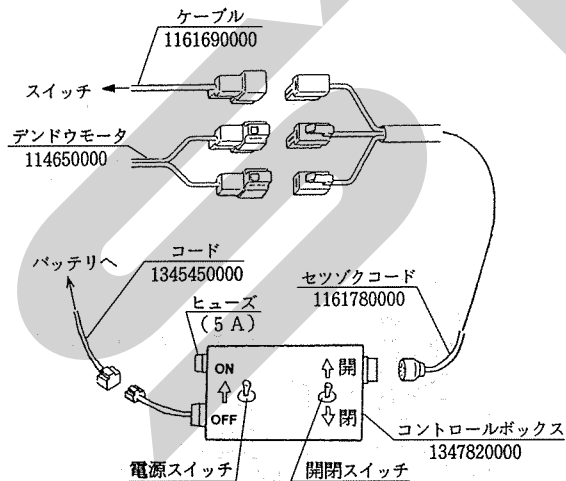 ケーブル
1161690000
スイッチ
デンドウモータ
114650000
コード
1345450000
バッテリへ
セツゾクコード
1161780000
ヒューズ
(5A)
ON
OFF
開
閉
コントロールボックス
1347820000
電源スイッチ
開閉スイッチ